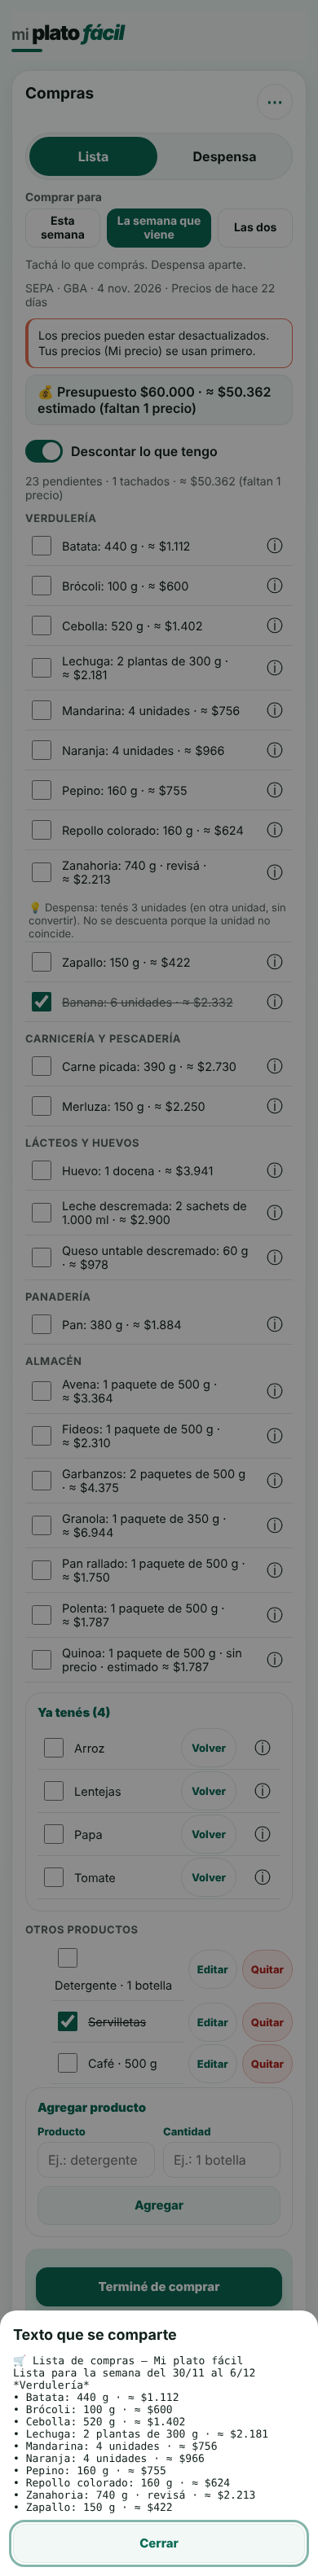 mi plato fácil
Compras
...
Lista
Despensa
Comprar para
Esta
semana
La semana que
viene
Las dos
Tachá lo que comprás. Despensa aparte.
SEPA · GBA · 4 nov. 2026 · Precios de hace 22
días
Los precios pueden estar desactualizados.
Tus precios (Mi precio) se usan primero.
💰 Presupuesto $60.000 · ≈ $50.362
estimado (faltan 1 precio)
Descontar lo que tengo
23 pendientes · 1 tachados · ≈ $50.362 (faltan 1
precio)
VERDULERÍA
Batata: 440 g · ≈ $1.112
Brócoli: 100 g · ≈ $600
Cebolla: 520 g · ≈ $1.402
Lechuga: 2 plantas de 300 g ·
≈ $2.181
Mandarina: 4 unidades · ≈ $756
Naranja: 4 unidades · ≈ $966
Pepino: 160 g · ≈ $755
Repollo colorado: 160 g · ≈ $624
Zanahoria: 740 g · revisá ·
≈ $2.213
💡 Despensa: tenés 3 unidades (en otra unidad, sin
convertir). No se descuenta porque la unidad no
coincide.
Zapallo: 150 g · ≈ $422
Banana: 6 unidades · ≈ $2.332
CARNICERÍA Y PESCADERÍA
Carne picada: 390 g · ≈ $2.730
Merluza: 150 g · ≈ $2.250
LÁCTEOS Y HUEVOS
Huevo: 1 docena · ≈ $3.941
Leche descremada: 2 sachets de
1.000 ml · ≈ $2.900
Queso untable descremado: 60 g
· ≈ $978
PANADERÍA
Pan: 380 g · ≈ $1.884
ALMACÉN
Avena: 1 paquete de 500 g ·
≈ $3.364
Fideos: 1 paquete de 500 g ·
≈ $2.310
Garbanzos: 2 paquetes de 500 g
· ≈ $4.375
Granola: 1 paquete de 350 g ·
≈ $6.944
Pan rallado: 1 paquete de 500 g ·
≈ $1.750
Polenta: 1 paquete de 500 g ·
≈ $1.787
Quinoa: 1 paquete de 500 g · sin
precio · estimado ≈ $1.787
Ya tenés (4)
Arroz
Volver
Lentejas
Volver
Papa
Volver
Tomate
Volver
OTROS PRODUCTOS
Detergente · 1 botella
Editar
Quitar
Servilletas
Editar
Quitar
Café · 500 g
Editar
Quitar
Agregar producto
Producto
Cantidad
Ej.: detergente
Ej.: 1 botella
Agregar
Terminé de comprar
Texto que se comparte
🛒 Lista de compras — Mi plato fácil
Lista para la semana del 30/11 al 6/12
*Verdulería*
• Batata: 440 g · ≈ $1.112
• Brócoli: 100 g · ≈ $600
• Cebolla: 520 g · ≈ $1.402
• Lechuga: 2 plantas de 300 g · ≈ $2.181
• Mandarina: 4 unidades · ≈ $756
• Naranja: 4 unidades · ≈ $966
• Pepino: 160 g · ≈ $755
• Repollo colorado: 160 g · ≈ $624
• Zanahoria: 740 g · revisá · ≈ $2.213
• Zapallo: 150 g · ≈ $422
Cerrar